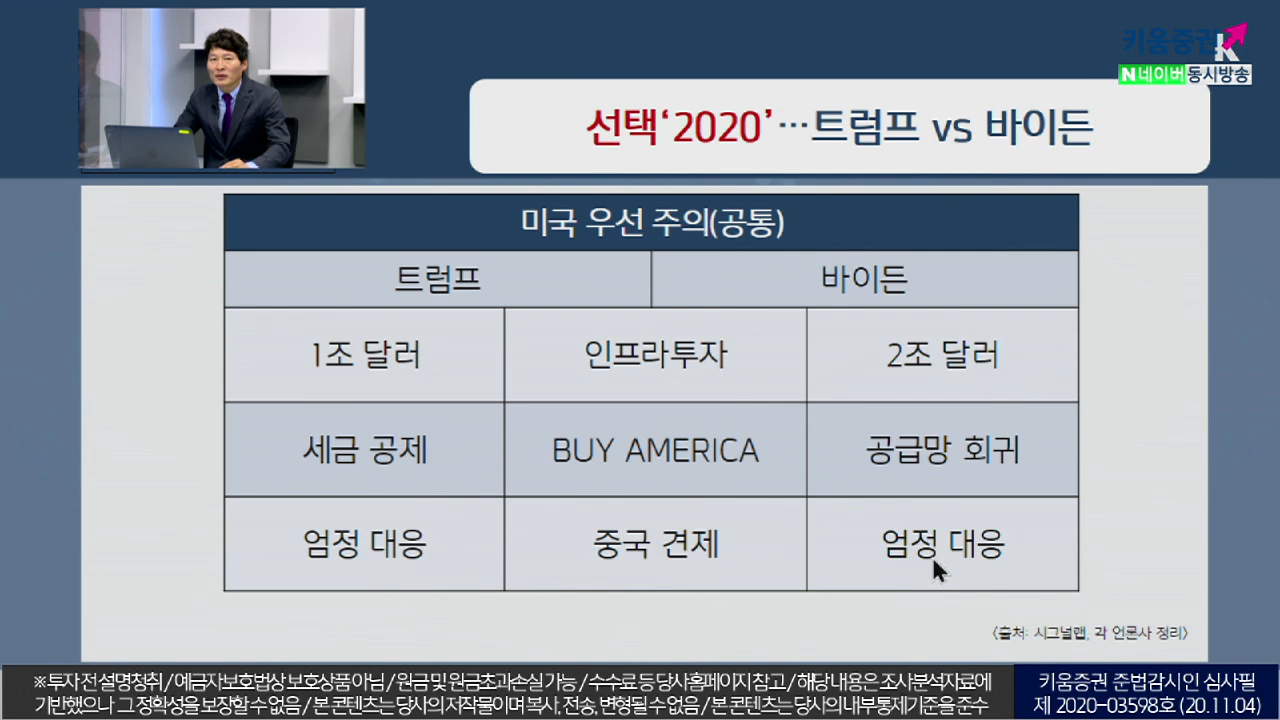 키움증권
N 네이버 동시방송
선택‘2020’…트럼프 vs 바이든
미국 우선 주의(공통)
트럼프 바이든
1조 달러 인프라투자 2조 달러
세금 공제 BUY AMERICA 공급망 회귀
엄정 대응 중국 견제 엄정 대응
<출처: 시그널랩, 각 언론사 정리>
※ 투자 전 설명청취 / 예금자보호법상 보호상품 아님 / 원금 및 원금초과손실 가능 / 수수료 등 당사홈페이지 참고 / 해당 내용은 조사분석자료에
기반했으나 그 정확성을 보장할 수 없음 / 본 콘텐츠는 당사의 저작물이며 복사, 전송, 변형될 수 없음 / 본 콘텐츠는 당사의 내부통제기준을 준수
키움증권 준법감시인 심사필
제 2020-03598호 (20.11.04)